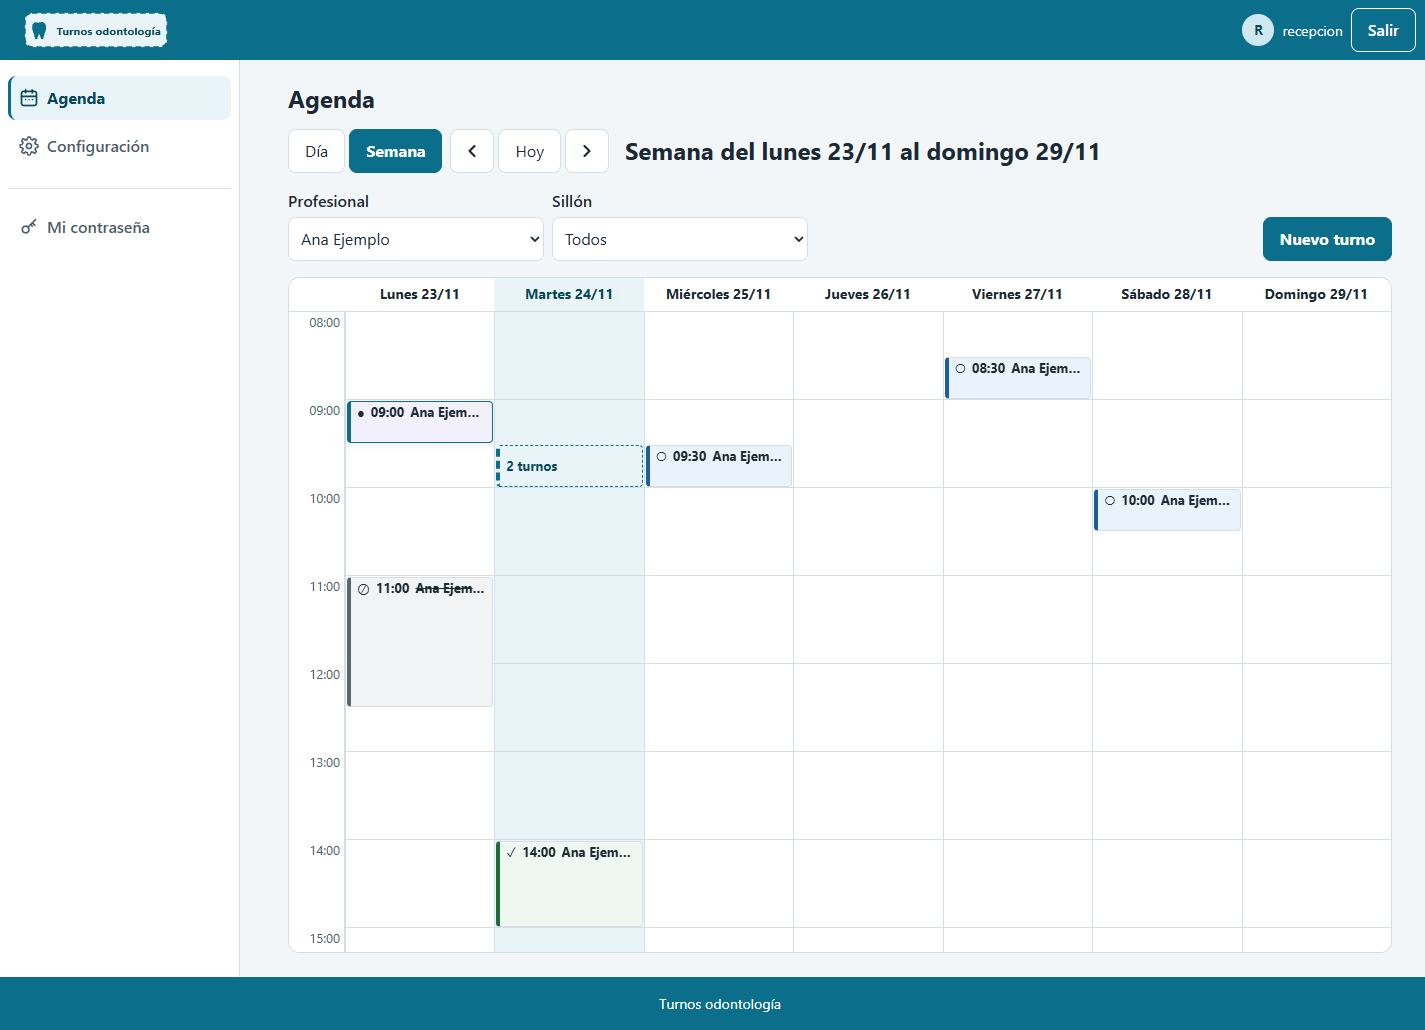 Turnos odontología
R recepcion Salir
Agenda
Configuración
Mi contraseña
Agenda
Día Semana Hoy Semana del lunes 23/11 al domingo 29/11
Profesional Sillón
Ana Ejemplo Todos Nuevo turno
Lunes 23/11 Martes 24/11 Miércoles 25/11 Jueves 26/11 Viernes 27/11 Sábado 28/11 Domingo 29/11
08:00
08:30 Ana Ejem...
09:00
09:00 Ana Ejem...
09:30 Ana Ejem...
2 turnos
10:00
10:00 Ana Ejem...
11:00
11:00 Ana Ejem...
12:00
13:00
14:00
14:00 Ana Ejem...
15:00
Turnos odontología